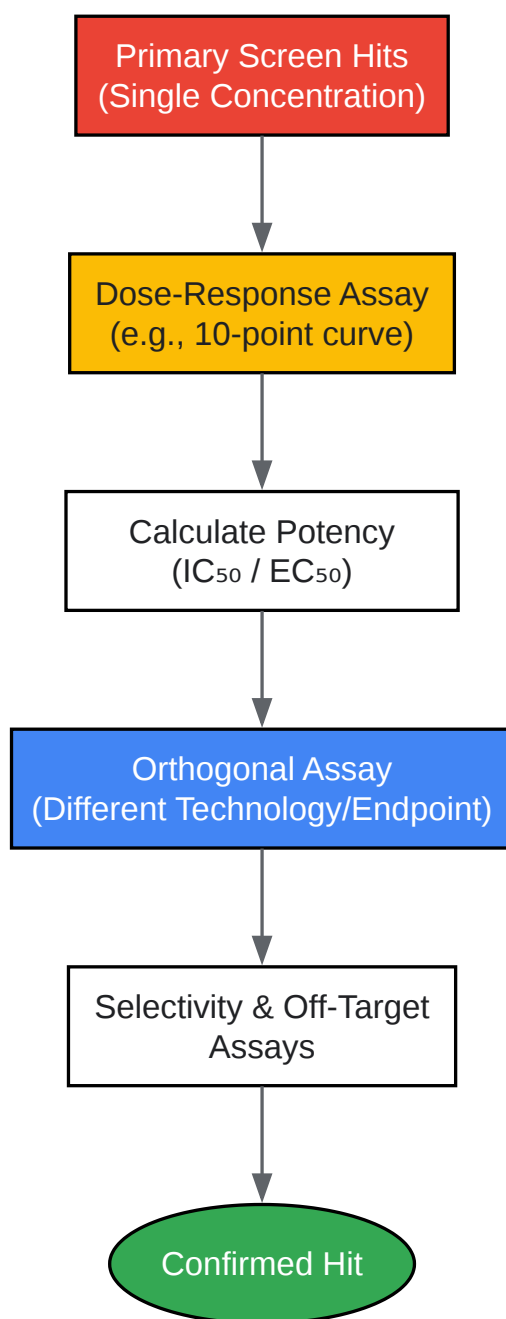 Primary Screen Hits
(Single Concentration)
Dose-Response Assay
(e.g., 10-point curve)
Calculate Potency
(IC₅₀ / EC₅₀)
Orthogonal Assay
(Different Technology/Endpoint)
Selectivity & Off-Target
Assays
Confirmed Hit